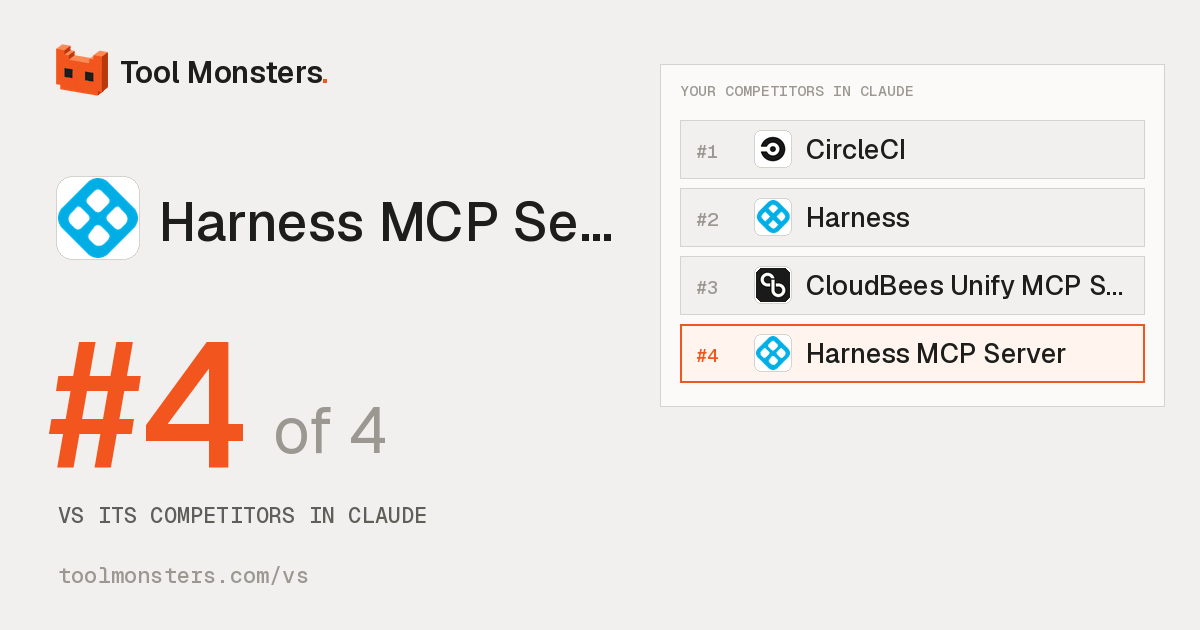 Tool Monsters.
Harness MCP Se...
#4 of 4
VS ITS COMPETITORS IN CLAUDE
toolmonsters.com/vs
YOUR COMPETITORS IN CLAUDE
#1 CircleCI
#2 Harness
#3 CloudBees Unify MCP S...
#4 Harness MCP Server